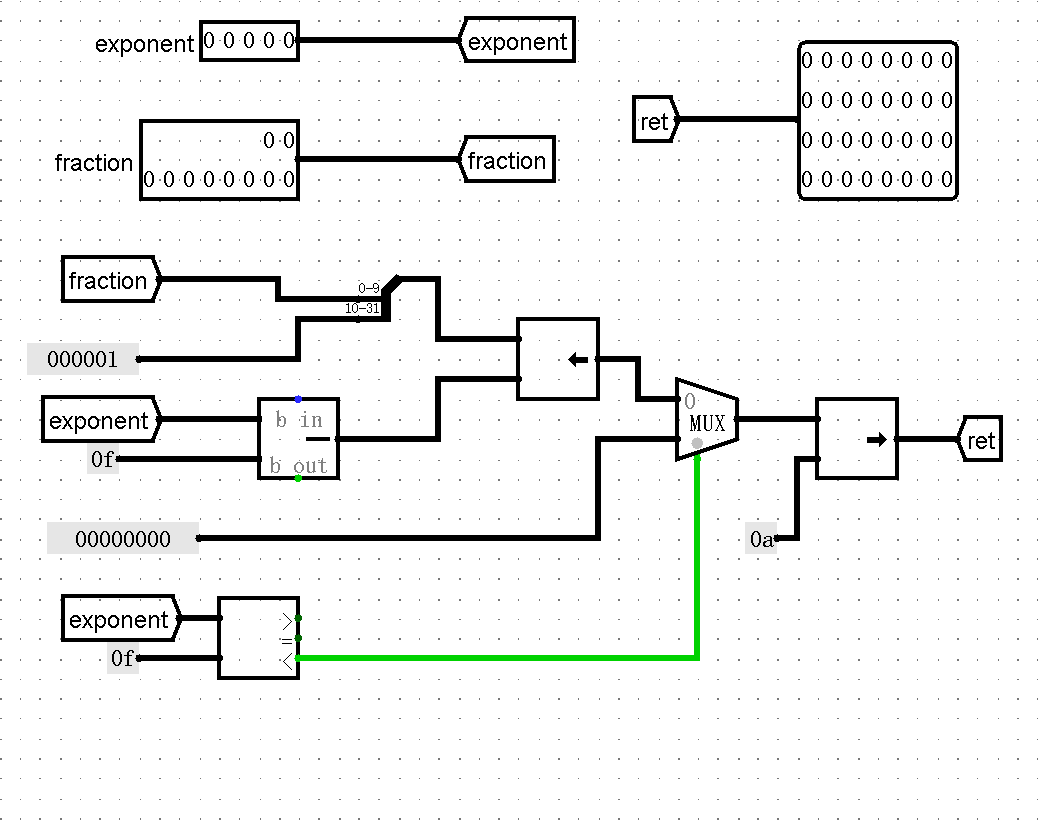 exponent
0 0 0 0 0
exponent
0 0 0 0 0 0 0 0
0 0 0 0 0 0 0 0
0 0 0 0 0 0 0 0
0 0 0 0 0 0 0 0
ret
fraction
0 0
0 0 0 0 0 0 0 0
fraction
fraction
0-9
10-31
000001
exponent
0f
b in
b out
0
MUX
ret
00000000
0a
exponent
0f
>
=
<